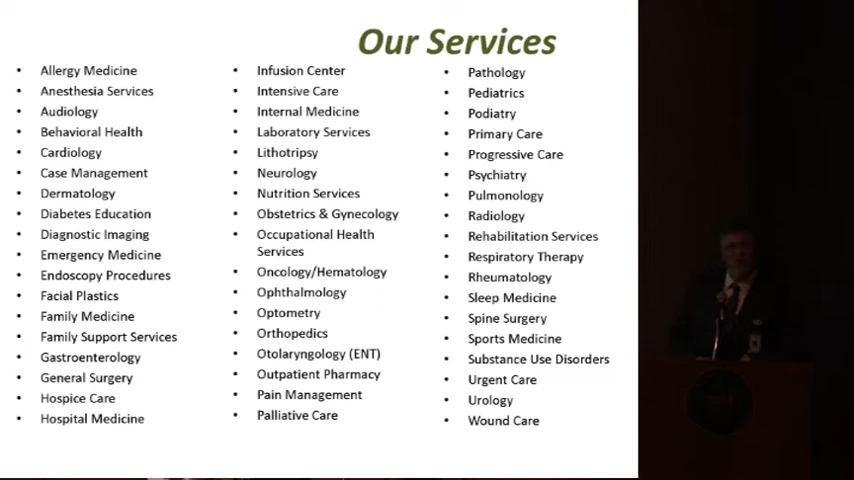 Our Services
• Allergy Medicine
• Anesthesia Services
• Audiology
• Behavioral Health
• Cardiology
• Case Management
• Dermatology
• Diabetes Education
• Diagnostic Imaging
• Emergency Medicine
• Endoscopy Procedures
• Facial Plastics
• Family Medicine
• Family Support Services
• Gastroenterology
• General Surgery
• Hospice Care
• Hospital Medicine
• Infusion Center
• Intensive Care
• Internal Medicine
• Laboratory Services
• Lithotripsy
• Neurology
• Nutrition Services
• Obstetrics & Gynecology
• Occupational Health
Services
• Oncology/Hematology
• Ophthalmology
• Optometry
• Orthopedics
• Otolaryngology (ENT)
• Outpatient Pharmacy
• Pain Management
• Palliative Care
• Pathology
• Pediatrics
• Podiatry
• Primary Care
• Progressive Care
• Psychiatry
• Pulmonology
• Radiology
• Rehabilitation Services
• Respiratory Therapy
• Rheumatology
• Sleep Medicine
• Spine Surgery
• Sports Medicine
• Substance Use Disorders
• Urgent Care
• Urology
• Wound Care